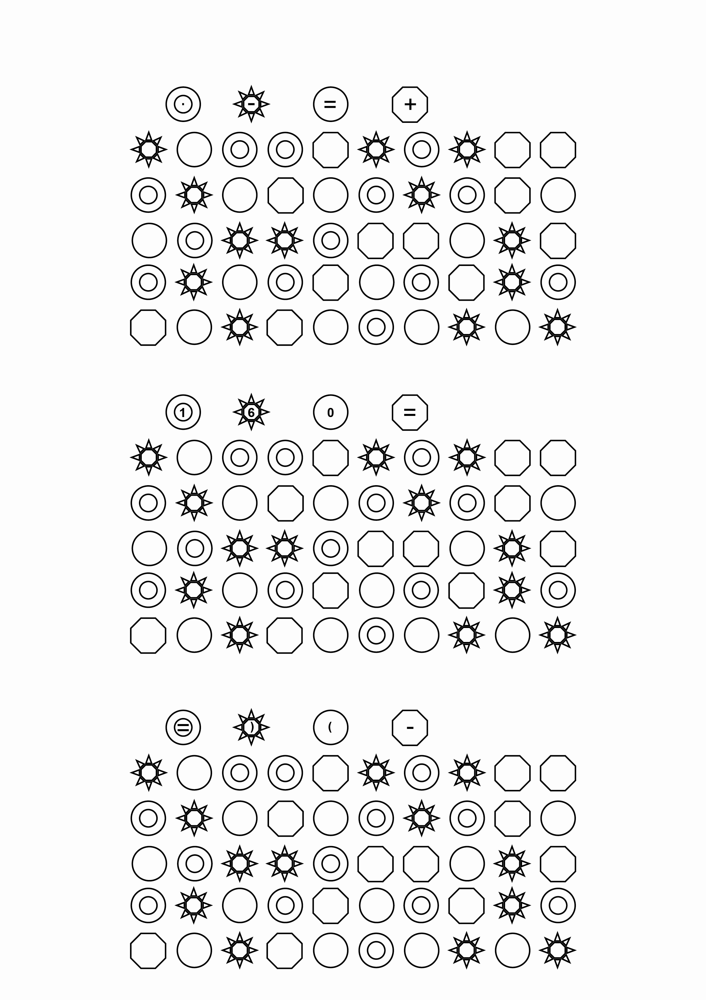 · - = +
1 6 0 =
= ) ( -